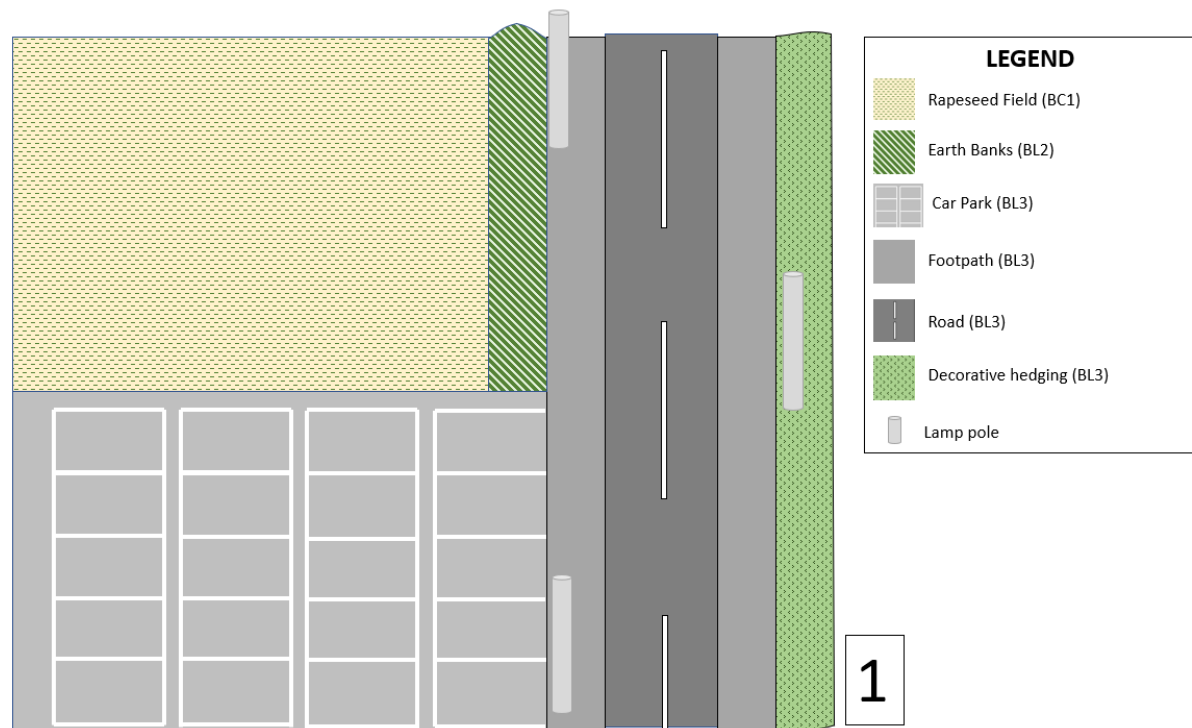 LEGEND
Rapeseed Field (BC1)
Earth Banks (BL2)
Car Park (BL3)
Footpath (BL3)
Road (BL3)
Decorative hedging (BL3)
Lamp pole
1